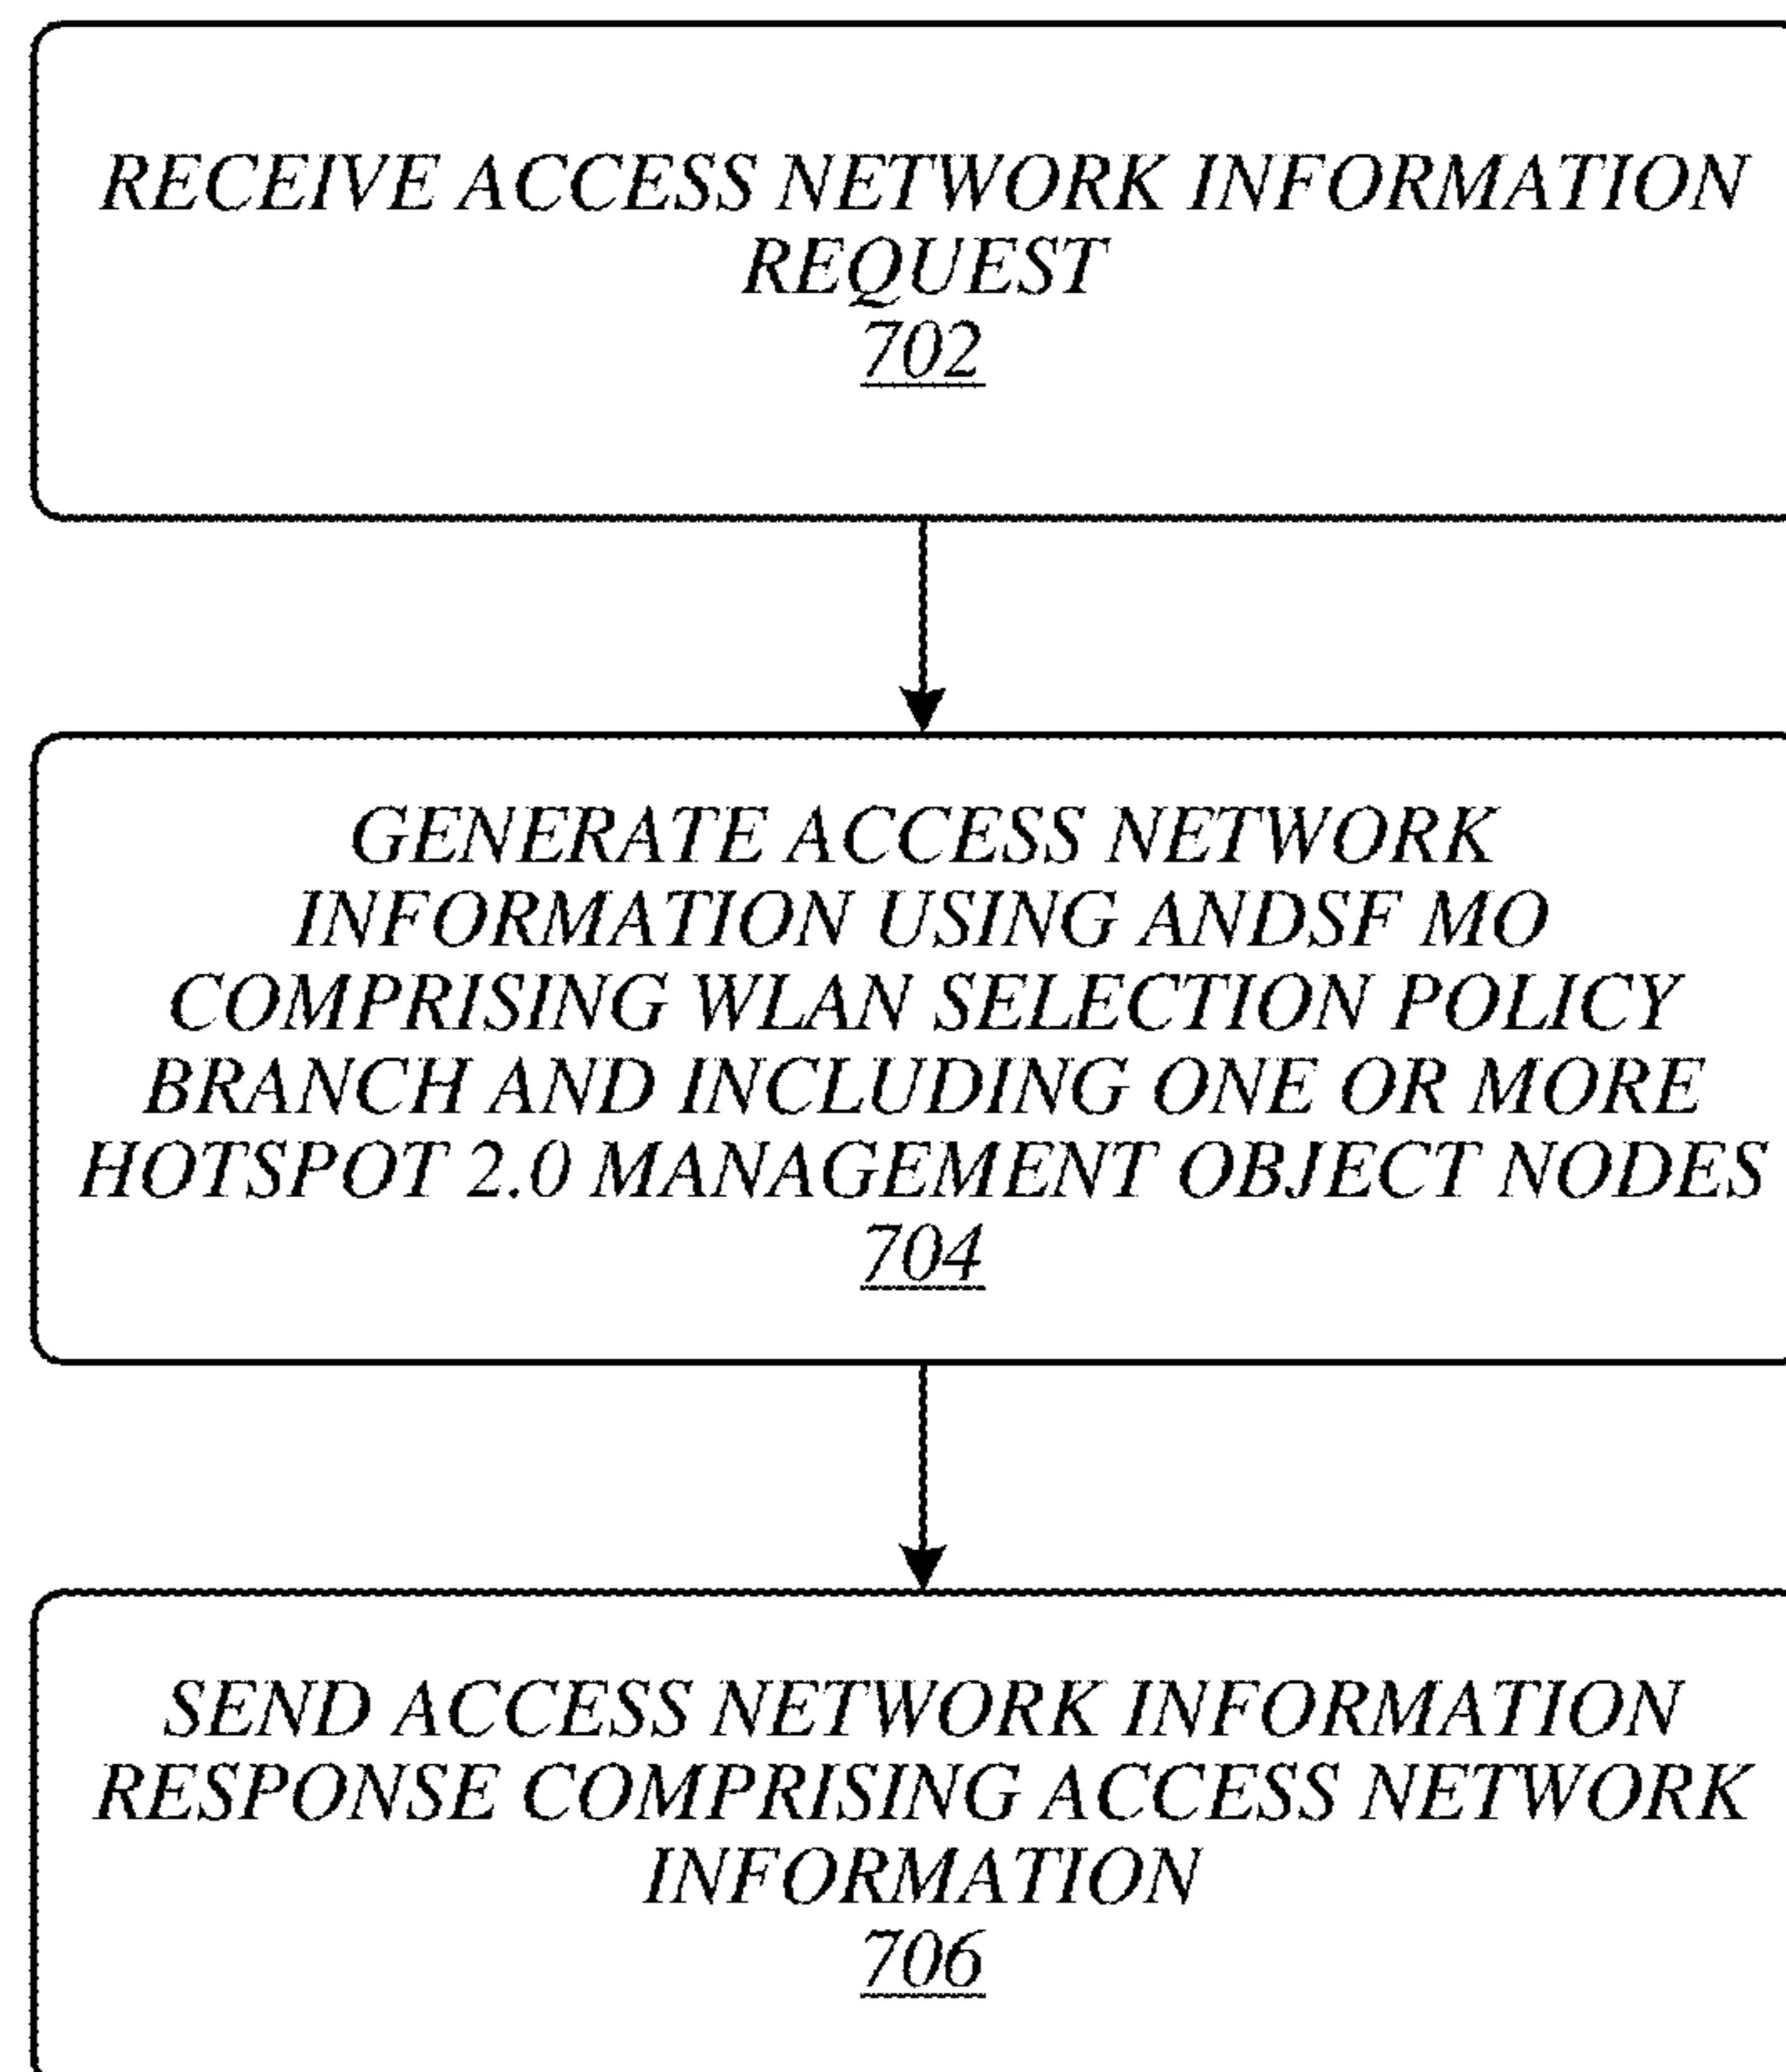 RECEIVE ACCESS NETWORK INFORMATION
REQUEST
702
GENERATE ACCESS NETWORK
INFORMATION USING ANDSF MO
COMPRISING WLAN SELECTION POLICY
BRANCH AND INCLUDING ONE OR MORE
HOTSPOT 2.0 MANAGEMENT OBJECT NODES
704
SEND ACCESS NETWORK INFORMATION
RESPONSE COMPRISING ACCESS NETWORK
INFORMATION
706